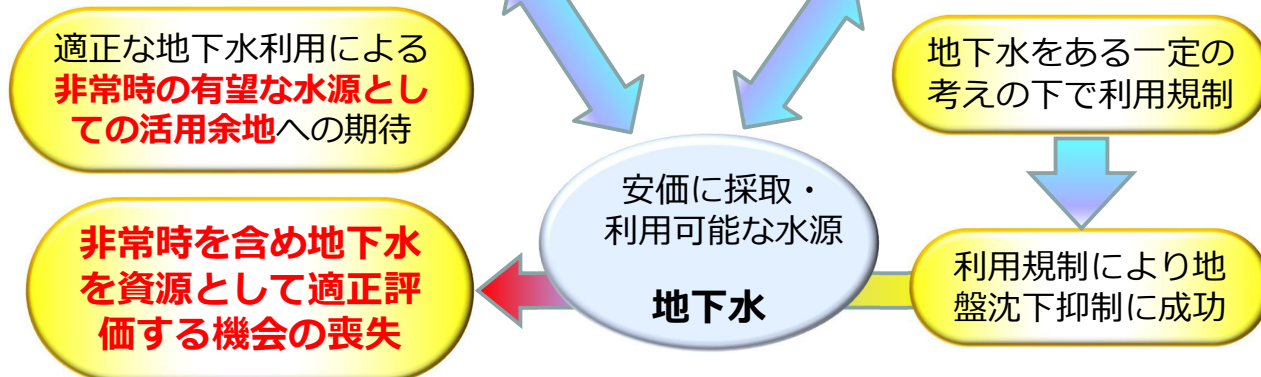 適正な地下水利用による
非常時の有望な水源とし
ての活用余地への期待
地下水をある一定の
考えの下で利用規制
安価に採取・
利用可能な水源
地下水
非常時を含め地下水
を資源として適正評
価する機会の喪失
利用規制により地
盤沈下抑制に成功